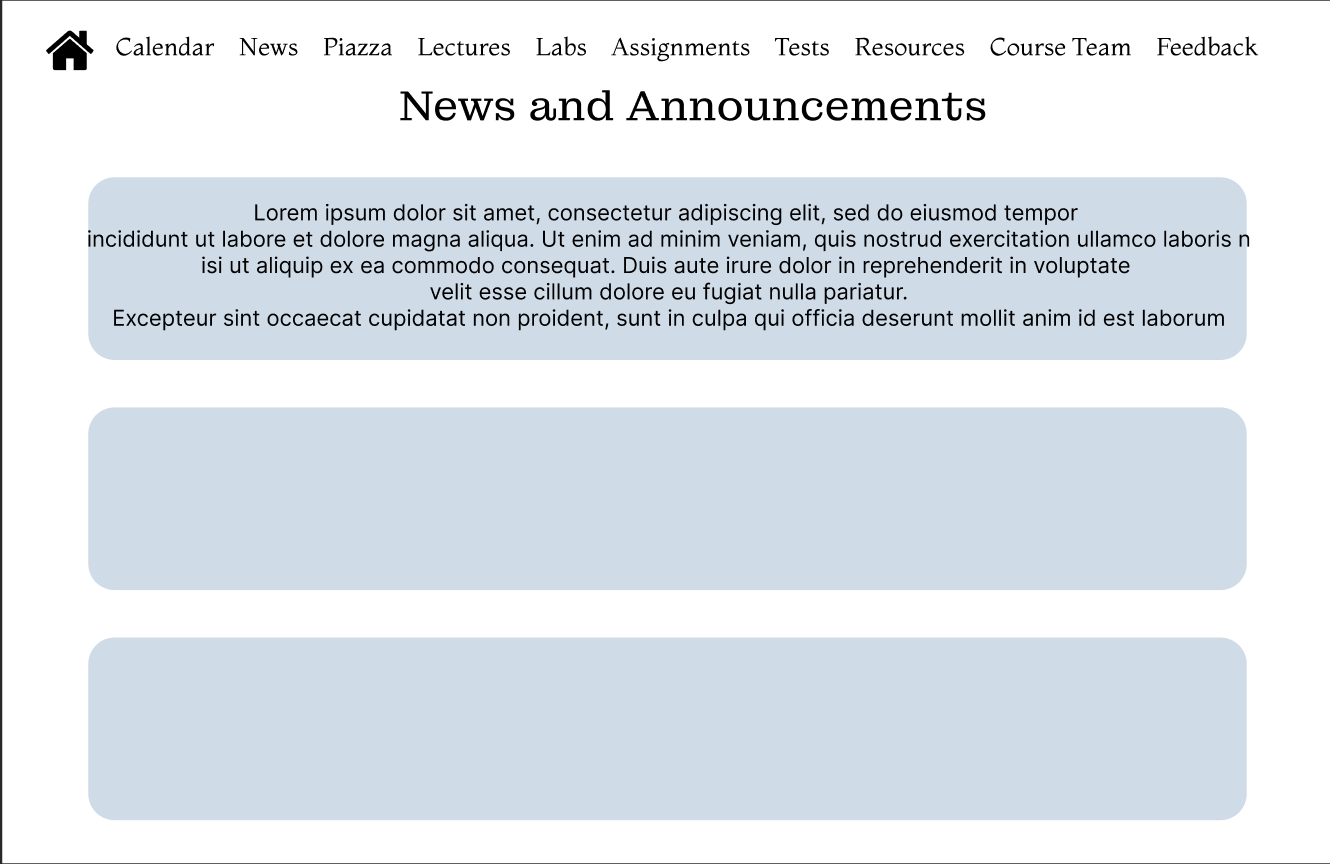 Calendar News Piazza Lectures Labs Assignments Tests Resources Course Team Feedback
News and Announcements
Lorem ipsum dolor sit amet, consectetur adipiscing elit, sed do eiusmod tempor
incididunt ut labore et dolore magna aliqua. Ut enim ad minim veniam, quis nostrud exercitation ullamco laboris n
isi ut aliquip ex ea commodo consequat. Duis aute irure dolor in reprehenderit in voluptate
velit esse cillum dolore eu fugiat nulla pariatur.
Excepteur sint occaecat cupidatat non proident, sunt in culpa qui officia deserunt mollit anim id est laborum